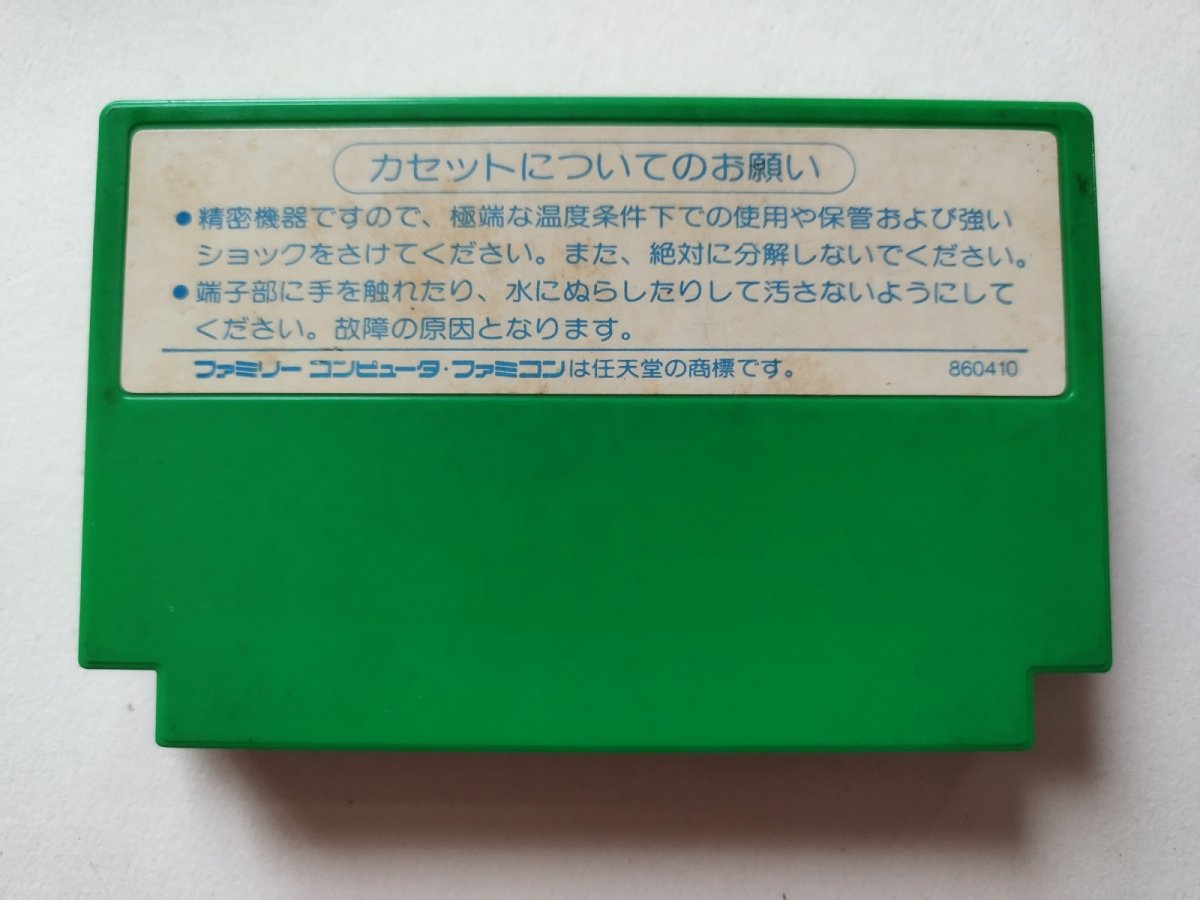 カセットについてのお願い
●精密機器ですので、極端な温度条件下での使用や保管および強い
ショックをさけてください。また、絶対に分解しないでください。
●端子部に手を触れたり、水にぬらしたりして汚さないようにして
ください。故障の原因となります。
ファミリー コンピュータ・ファミコンは任天堂の商標です。 860410